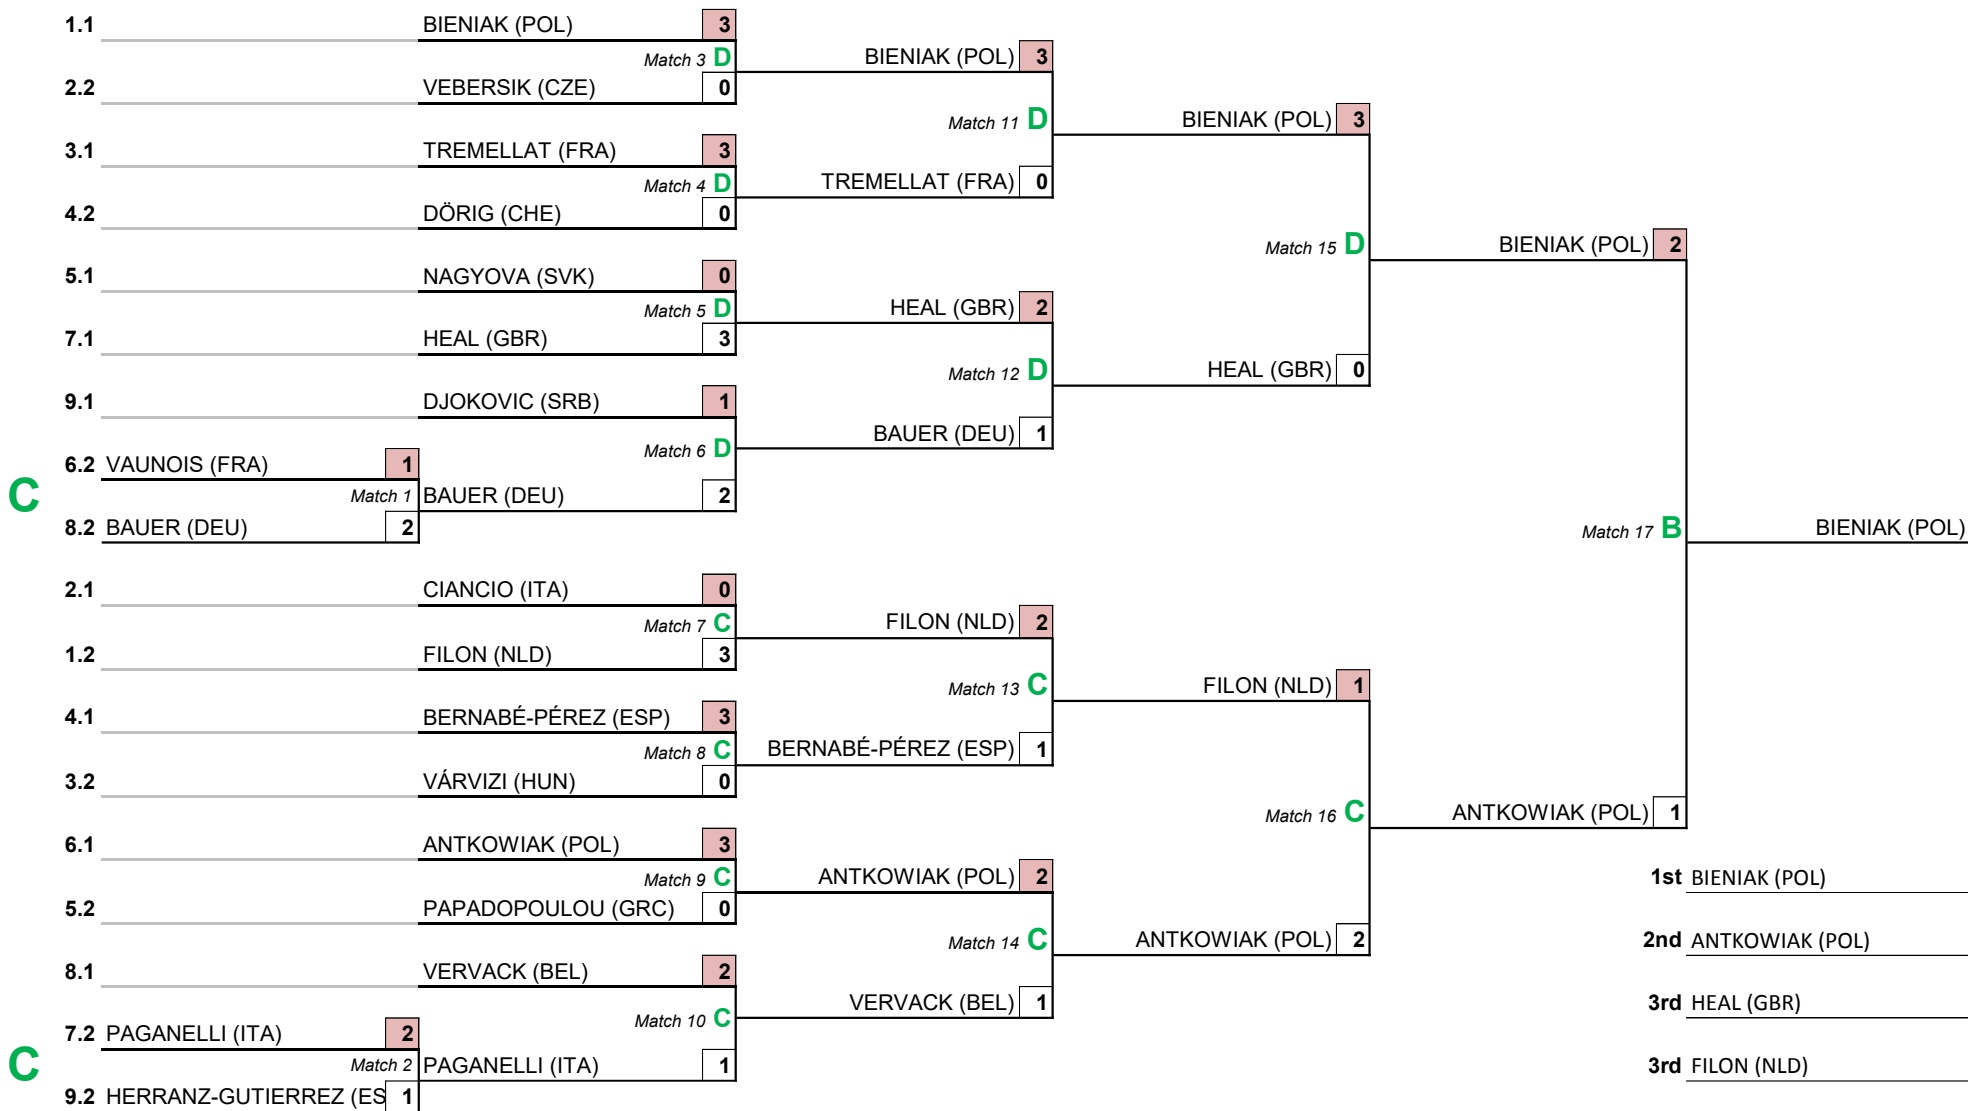 1.1 BIENIAK (POL) 3
Match 3 D BIENIAK (POL) 3
2.2 VEBERSIK (CZE) 0
Match 11 D BIENIAK (POL) 3
3.1 TREMELLAT (FRA) 3
Match 4 D TREMELLAT (FRA) 0
4.2 DÖRIG (CHE) 0
Match 15 D BIENIAK (POL) 2
5.1 NAGYOVA (SVK) 0
Match 5 D HEAL (GBR) 2
7.1 HEAL (GBR) 3
Match 12 D HEAL (GBR) 0
9.1 DJOKOVIC (SRB) 1
Match 6 D BAUER (DEU) 1
6.2 VAUNOIS (FRA) 1
C Match 1 BAUER (DEU) 2
8.2 BAUER (DEU) 2
Match 17 B BIENIAK (POL)
2.1 CIANCIO (ITA) 0
Match 7 C FILON (NLD) 2
1.2 FILON (NLD) 3
Match 13 C FILON (NLD) 1
4.1 BERNABÉ-PÉREZ (ESP) 3
Match 8 C BERNABÉ-PÉREZ (ESP) 1
3.2 VÁRVIZI (HUN) 0
Match 16 C ANTKOWIAK (POL) 1
6.1 ANTKOWIAK (POL) 3
Match 9 C ANTKOWIAK (POL) 2
5.2 PAPADOPOULOU (GRC) 0
Match 14 C ANTKOWIAK (POL) 2
8.1 VERVACK (BEL) 2
Match 10 C VERVACK (BEL) 1
7.2 PAGANELLI (ITA) 2
C Match 2 PAGANELLI (ITA) 1
9.2 HERRANZ-GUTIERREZ (ES 1
1st BIENIAK (POL)
2nd ANTKOWIAK (POL)
3rd HEAL (GBR)
3rd FILON (NLD)